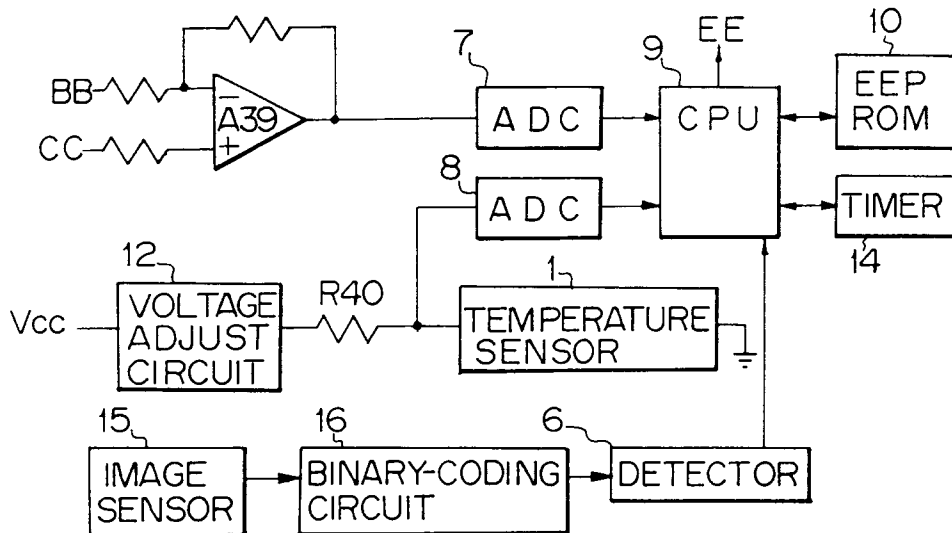 EE
10
7
9
BB
−
A39
+
CC
ADC
CPU
EEP
ROM
8
ADC
TIMER
14
12
R40
1
Vcc
VOLTAGE
ADJUST
CIRCUIT
TEMPERATURE
SENSOR
15
16
6
IMAGE
SENSOR
BINARY-CODING
CIRCUIT
DETECTOR